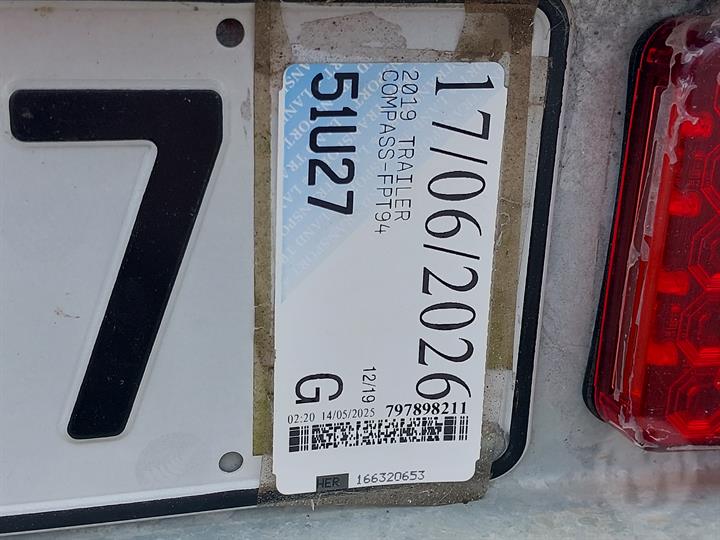 7
17/06/2026
2019 TRAILER
COMPASS-FPT94
51U27
12/19
G
02:20 14/05/2025 797898211
HER 166320653